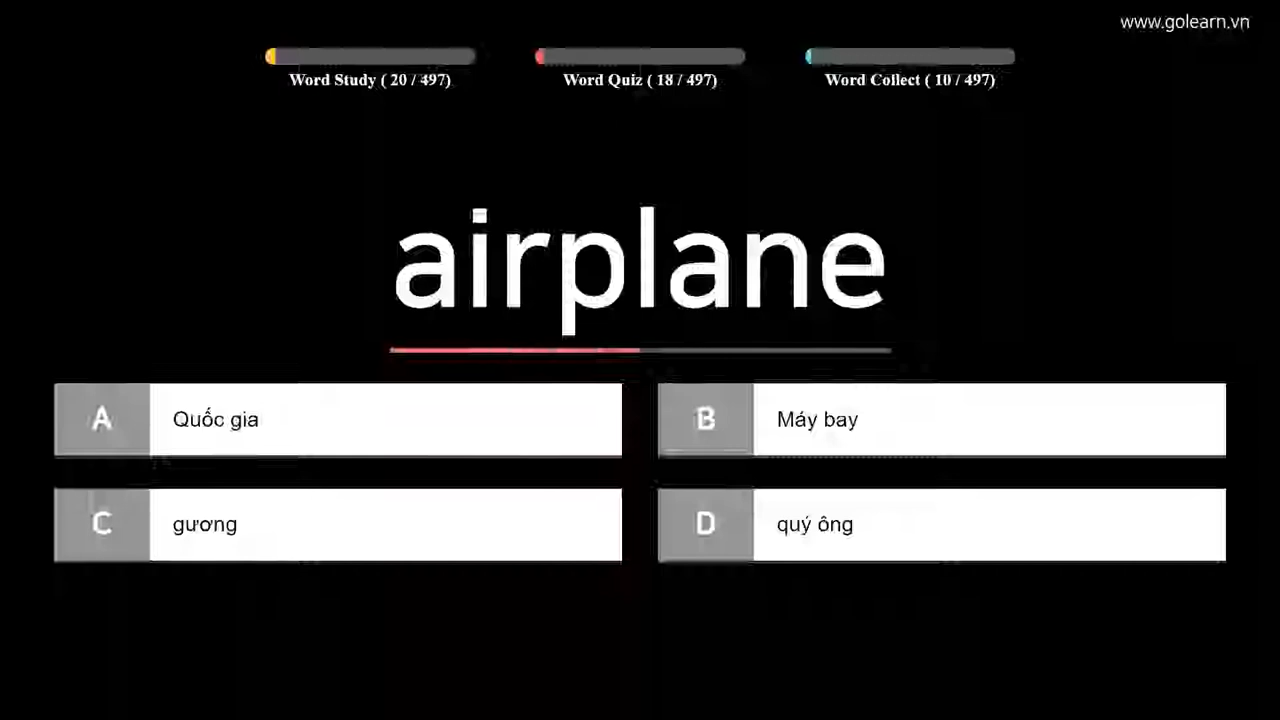 www.golearn.vn
Word Study ( 20 / 497)
Word Quiz ( 18 / 497)
Word Collect ( 10 / 497)
airplane
A Quốc gia
B Máy bay
C gương
D quý ông